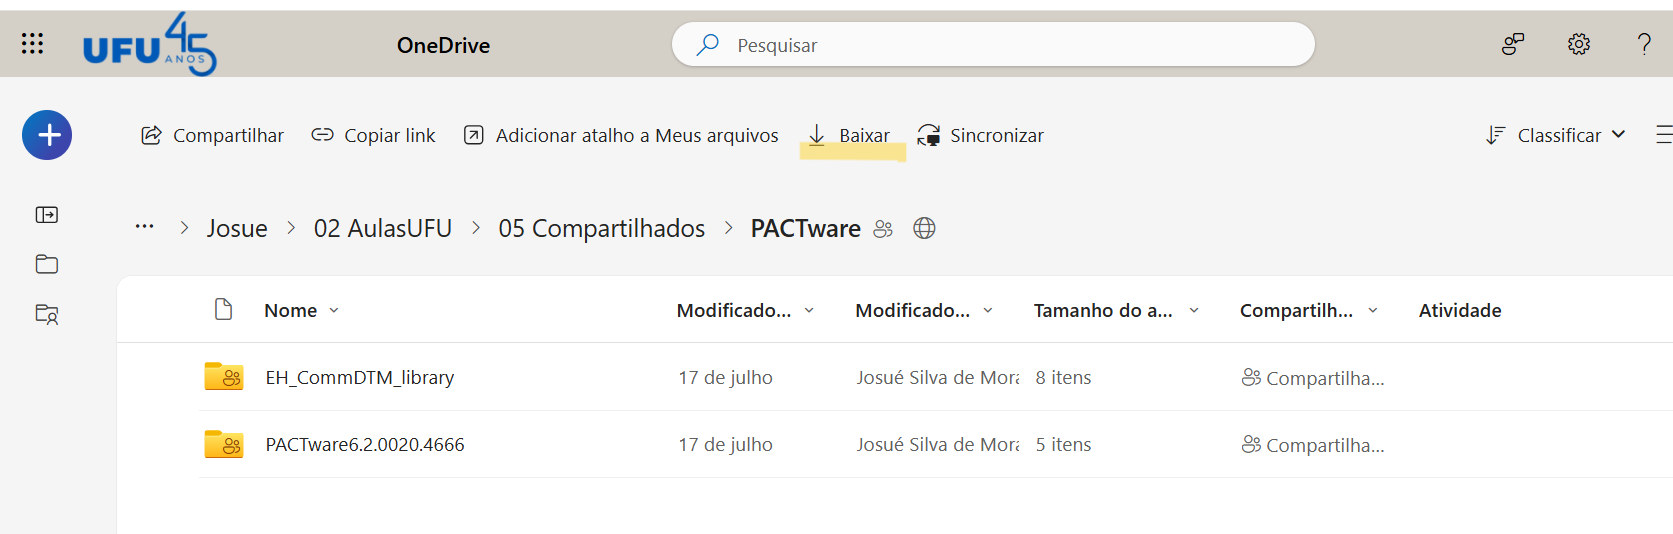 UFU 45 ANOS
OneDrive
Pesquisar
Compartilhar
Copiar link
Adicionar atalho a Meus arquivos
Baixar
Sincronizar
Classificar
... > Josue > 02 AulasUFU > 05 Compartilhados > PACTware
Nome Modificado... Modificado... Tamanho do a... Compartilh... Atividade
EH_CommDTM_library 17 de julho Josué Silva de Mora 8 itens Compartilha...
PACTware6.2.0020.4666 17 de julho Josué Silva de Mora 5 itens Compartilha...